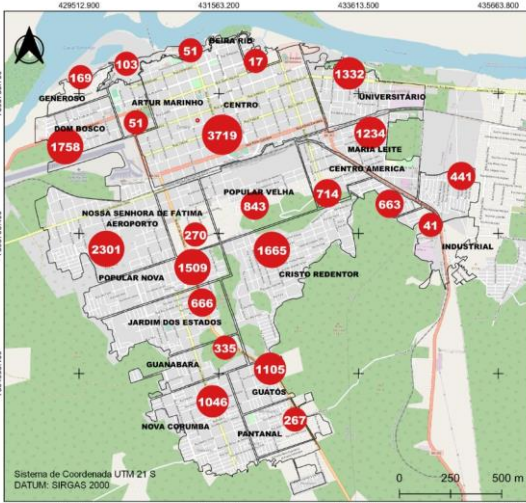 429512.900 431563.200 433613.500 435663.800
BEIRA RIO
51
17
103
1332
169
GENEROSO
UNIVERSITÁRIO
ARTUR MARINHO
CENTRO
51
DOM BOSCO
3719
1234
1758
MARIA LEITE
CENTRO AMERICA
441
POPULAR VELHA
714
663
843
NOSSA SENHORA DE FÁTIMA
AEROPORTO
41
270
2301
1665
INDUSTRIAL
1509
CRISTO REDENTOR
POPULAR NOVA
666
JARDIM DOS ESTADOS
335
GUANABARA
1105
GUATÓS
1046
267
NOVA CORUMBA
PANTANAL
Sistema de Coordenada UTM 21 S
DATUM: SIRGAS 2000
0 250 500 m